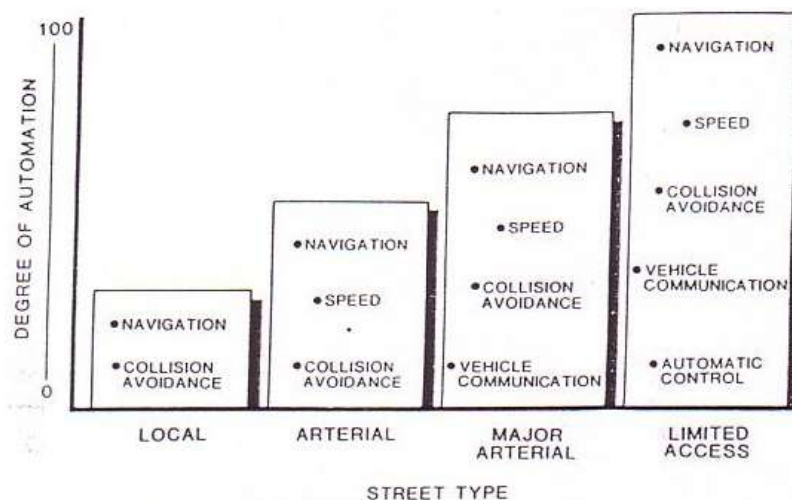 100
DEGREE OF AUTOMATION
0
• NAVIGATION
• COLLISION
AVOIDANCE
LOCAL
• NAVIGATION
• SPEED
• COLLISION
AVOIDANCE
ARTERIAL
• NAVIGATION
• SPEED
• COLLISION
AVOIDANCE
• VEHICLE
COMMUNICATION
MAJOR
ARTERIAL
• NAVIGATION
• SPEED
• COLLISION
AVOIDANCE
• VEHICLE
COMMUNICATION
• AUTOMATIC
CONTROL
LIMITED
ACCESS
STREET TYPE